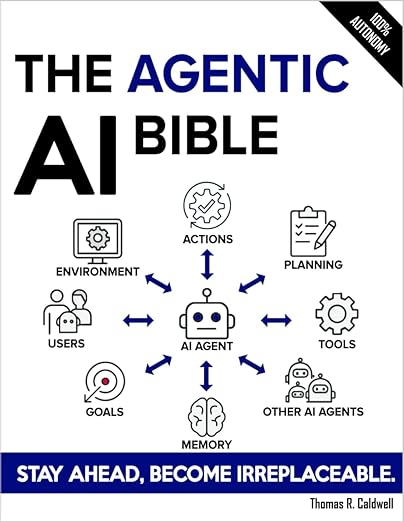 100%
AUTONOMY
THE AGENTIC
AI BIBLE
ACTIONS
ENVIRONMENT
PLANNING
USERS
AI AGENT
TOOLS
GOALS
OTHER AI AGENTS
MEMORY
STAY AHEAD, BECOME IRREPLACEABLE.
Thomas R. Caldwell